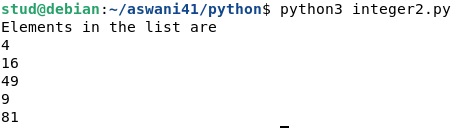 stud@debian:~/aswani41/python$ python3 integer2.py
Elements in the list are
4
16
49
9
81